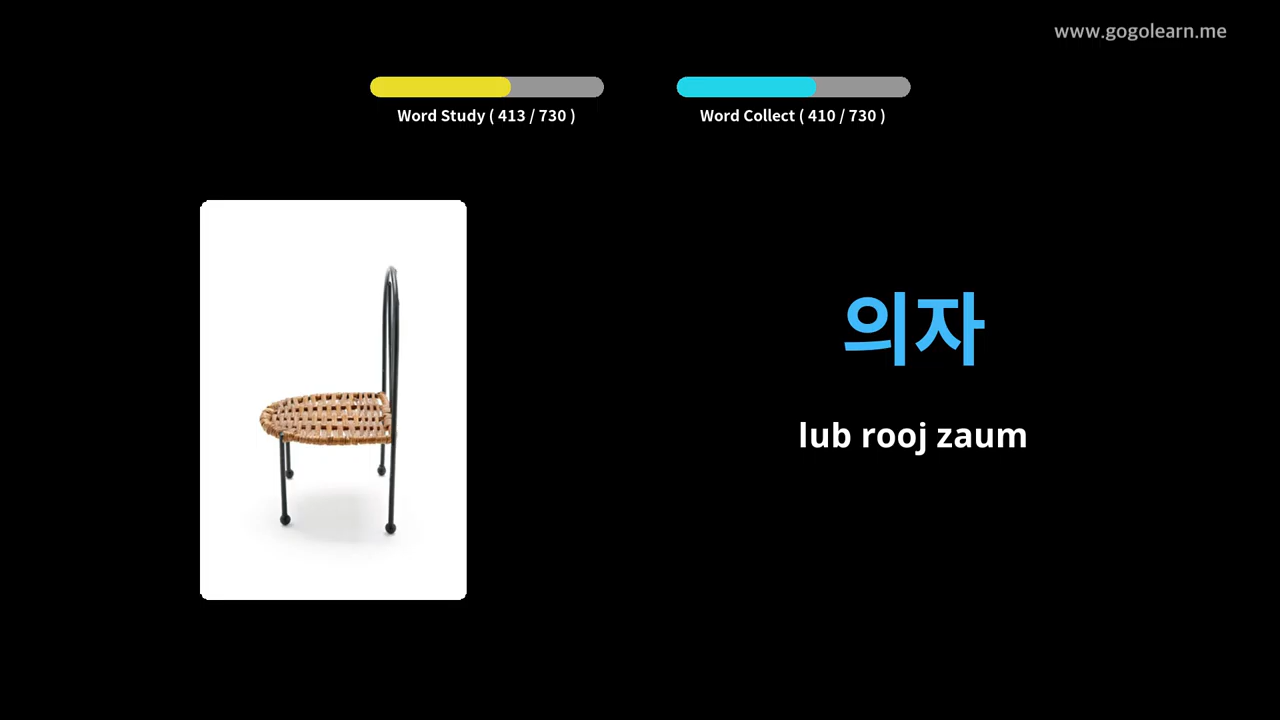 www.gogolearn.me
Word Study ( 413 / 730 )
Word Collect ( 410 / 730 )
의자
lub rooj zaum